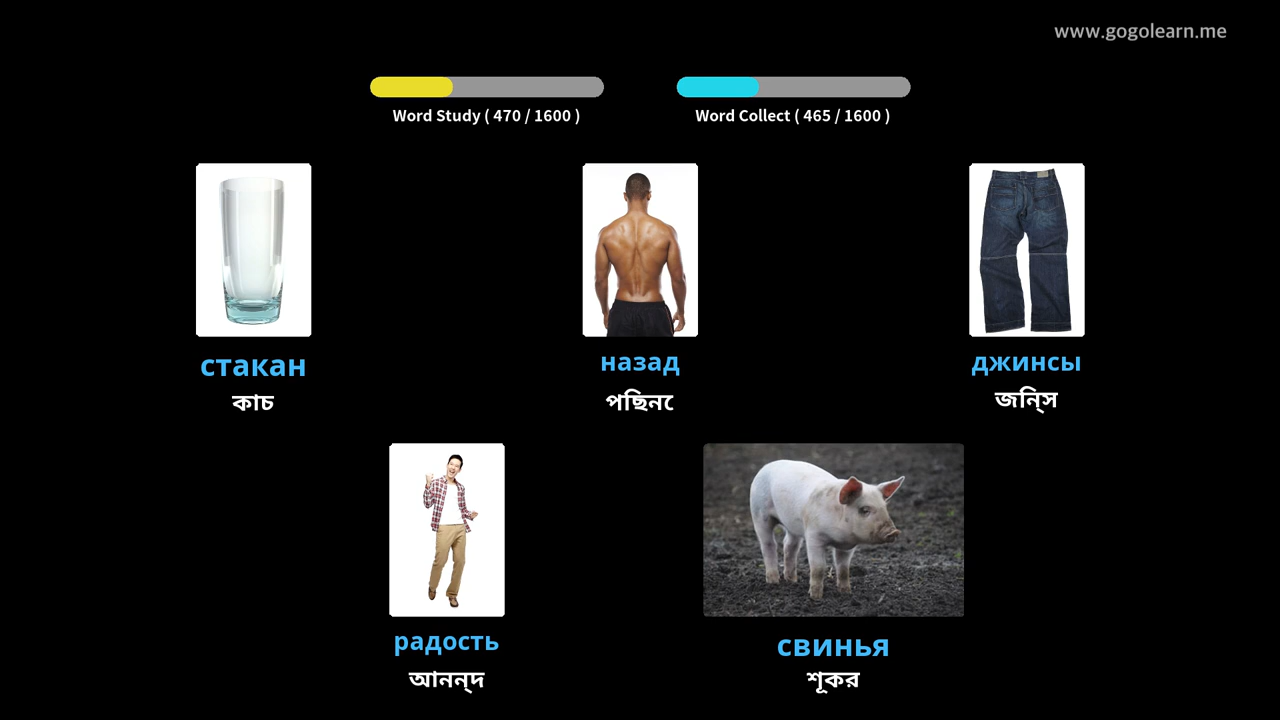 www.gogolearn.me
Word Study ( 470 / 1600 )
Word Collect ( 465 / 1600 )
стакан
কাচ
назад
পছিনে
джинсы
জন্সি
радость
আনন্দ
свинья
শূকর